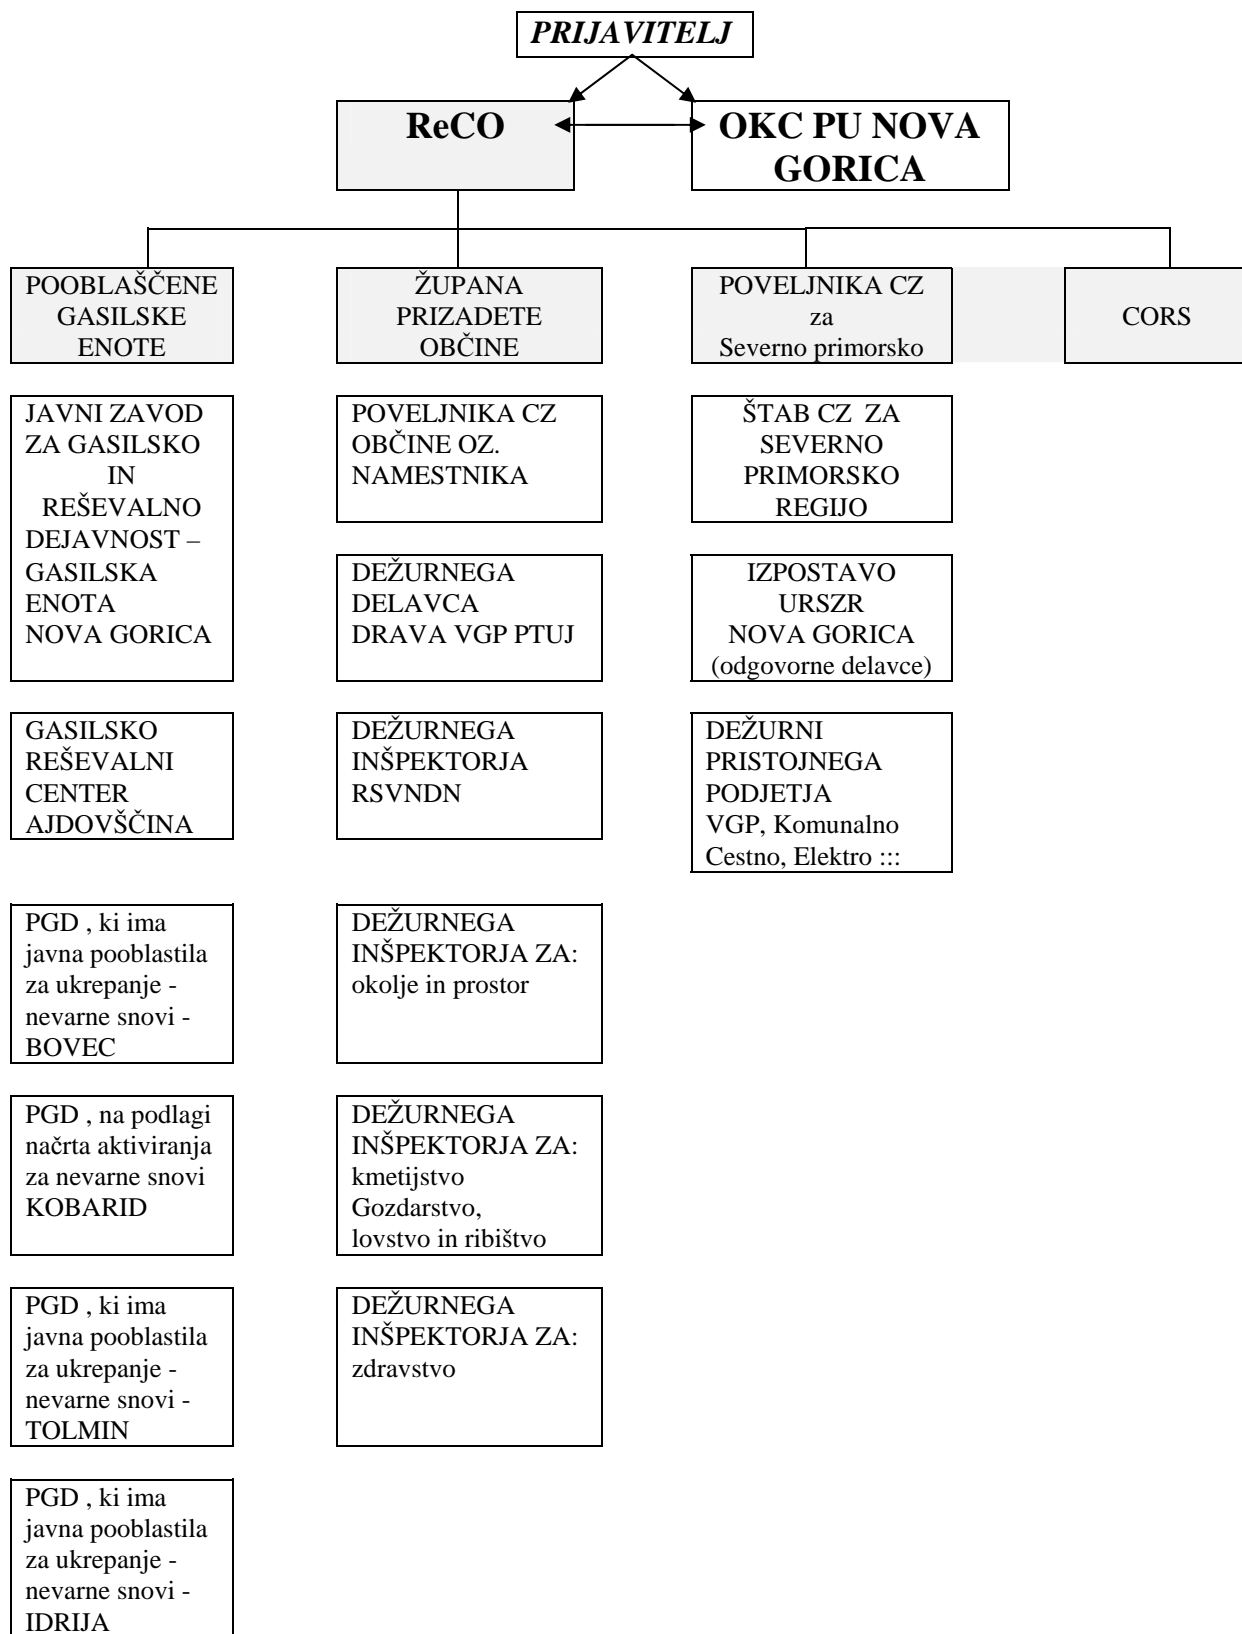 PRIJAVITELJ
ReCO
OKC PU NOVA
GORICA
POOBLAŠČENE
GASILSKE
ENOTE
ŽUPANA
PRIZADETE
OBČINE
POVELJNIKA CZ
za
Severno primorsko
CORS
JAVNI ZAVOD
ZA GASILSKO
IN
REŠEVALNO
DEJAVNOST –
GASILSKA
ENOTA
NOVA GORICA
POVELJNIKA CZ
OBČINE OZ.
NAMESTNIKA
ŠTAB CZ ZA
SEVERNO
PRIMORSKO
REGIJO
DEŽURNEGA
DELAVCA
DRAVA VGP PTUJ
IZPOSTAVO
URSZR
NOVA GORICA
(odgovorne delavce)
GASILSKO
REŠEVALNI
CENTER
AJDOVŠČINA
DEŽURNEGA
INŠPEKTORJA
RSVNDN
DEŽURNI
PRISTOJNEGA
PODJETJA
VGP, Komunalno
Cestno, Elektro :::
PGD , ki ima
javna pooblastila
za ukrepanje -
nevarne snovi -
BOVEC
DEŽURNEGA
INŠPEKTORJA ZA:
okolje in prostor
PGD , na podlagi
načrta aktiviranja
za nevarne snovi
KOBARID
DEŽURNEGA
INŠPEKTORJA ZA:
kmetijstvo
Gozdarstvo,
lovstvo in ribištvo
PGD , ki ima
javna pooblastila
za ukrepanje -
nevarne snovi -
TOLMIN
DEŽURNEGA
INŠPEKTORJA ZA:
zdravstvo
PGD , ki ima
javna pooblastila
za ukrepanje -
nevarne snovi -
IDRIJA